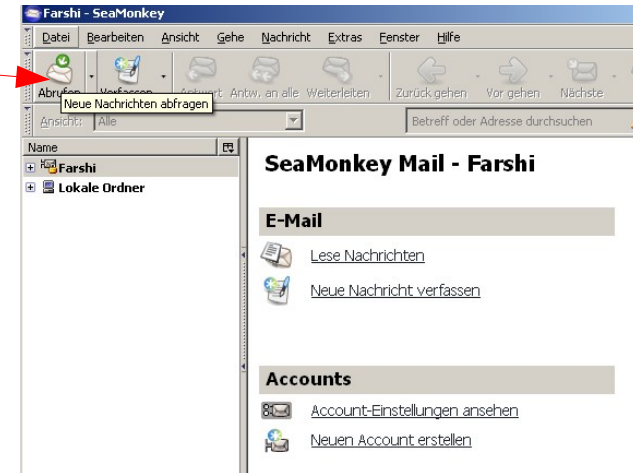 Farshi - SeaMonkey
Datei Bearbeiten Ansicht Gehe Nachricht Extras Fenster Hilfe
Abrufen Verfassen Antwort Antw. an alle Weiterleiten Zurück gehen Vor gehen Nächste
Neue Nachrichten abfragen
Ansicht: Alle Betreff oder Adresse durchsuchen
Name
Farshi
Lokale Ordner
SeaMonkey Mail - Farshi
E-Mail
Lese Nachrichten
Neue Nachricht verfassen
Accounts
Account-Einstellungen ansehen
Neuen Account erstellen